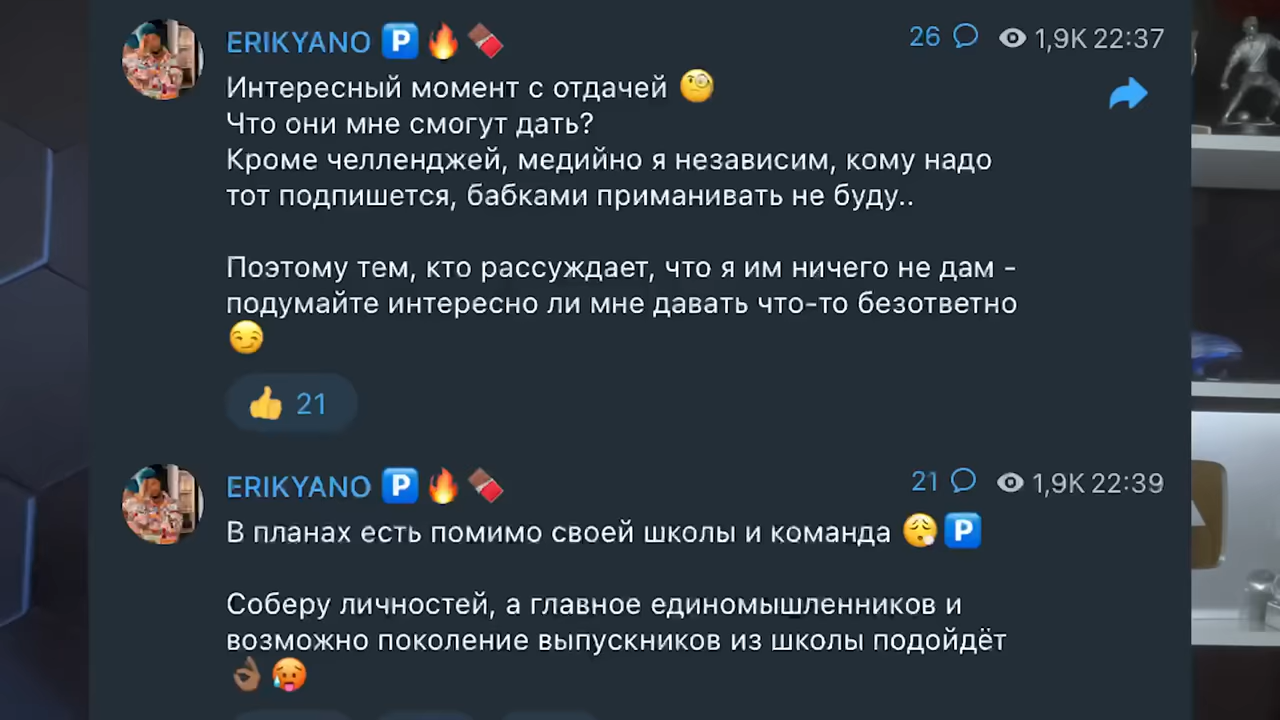 ERIKYANO 🅿️🔥🍫
26 1,9K 22:37
Интересный момент с отдачей 🧐
Что они мне смогут дать?
Кроме челленджей, медийно я независим, кому надо
тот подпишется, бабками приманивать не буду..
Поэтому тем, кто рассуждает, что я им ничего не дам -
подумайте интересно ли мне давать что-то безответно
😏
👍 21
ERIKYANO 🅿️🔥🍫
21 1,9K 22:39
В планах есть помимо своей школы и команда 😮‍💨🅿️
Соберу личностей, а главное единомышленников и
возможно поколение выпускников из школы подойдёт
👌🏾🥵